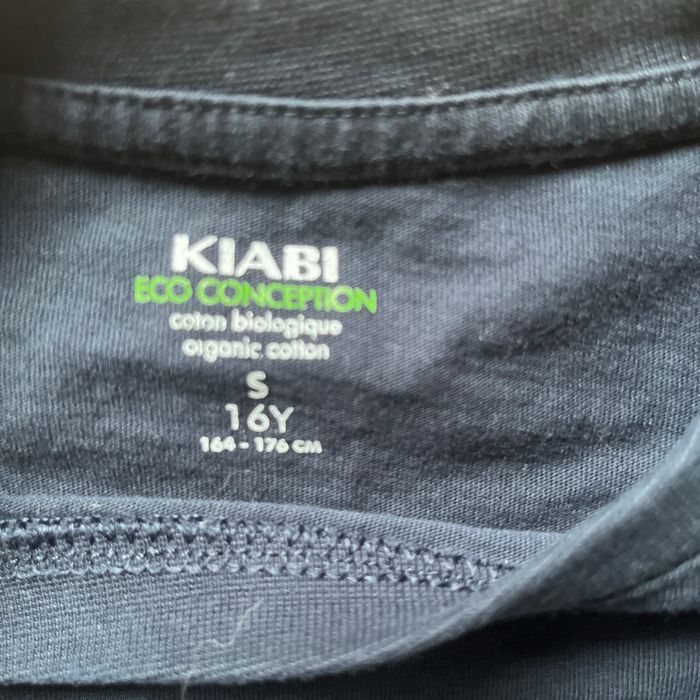 KIABI
ECO CONCEPTION
coton biologique
organic cotton
S
16Y
164 - 176 cm